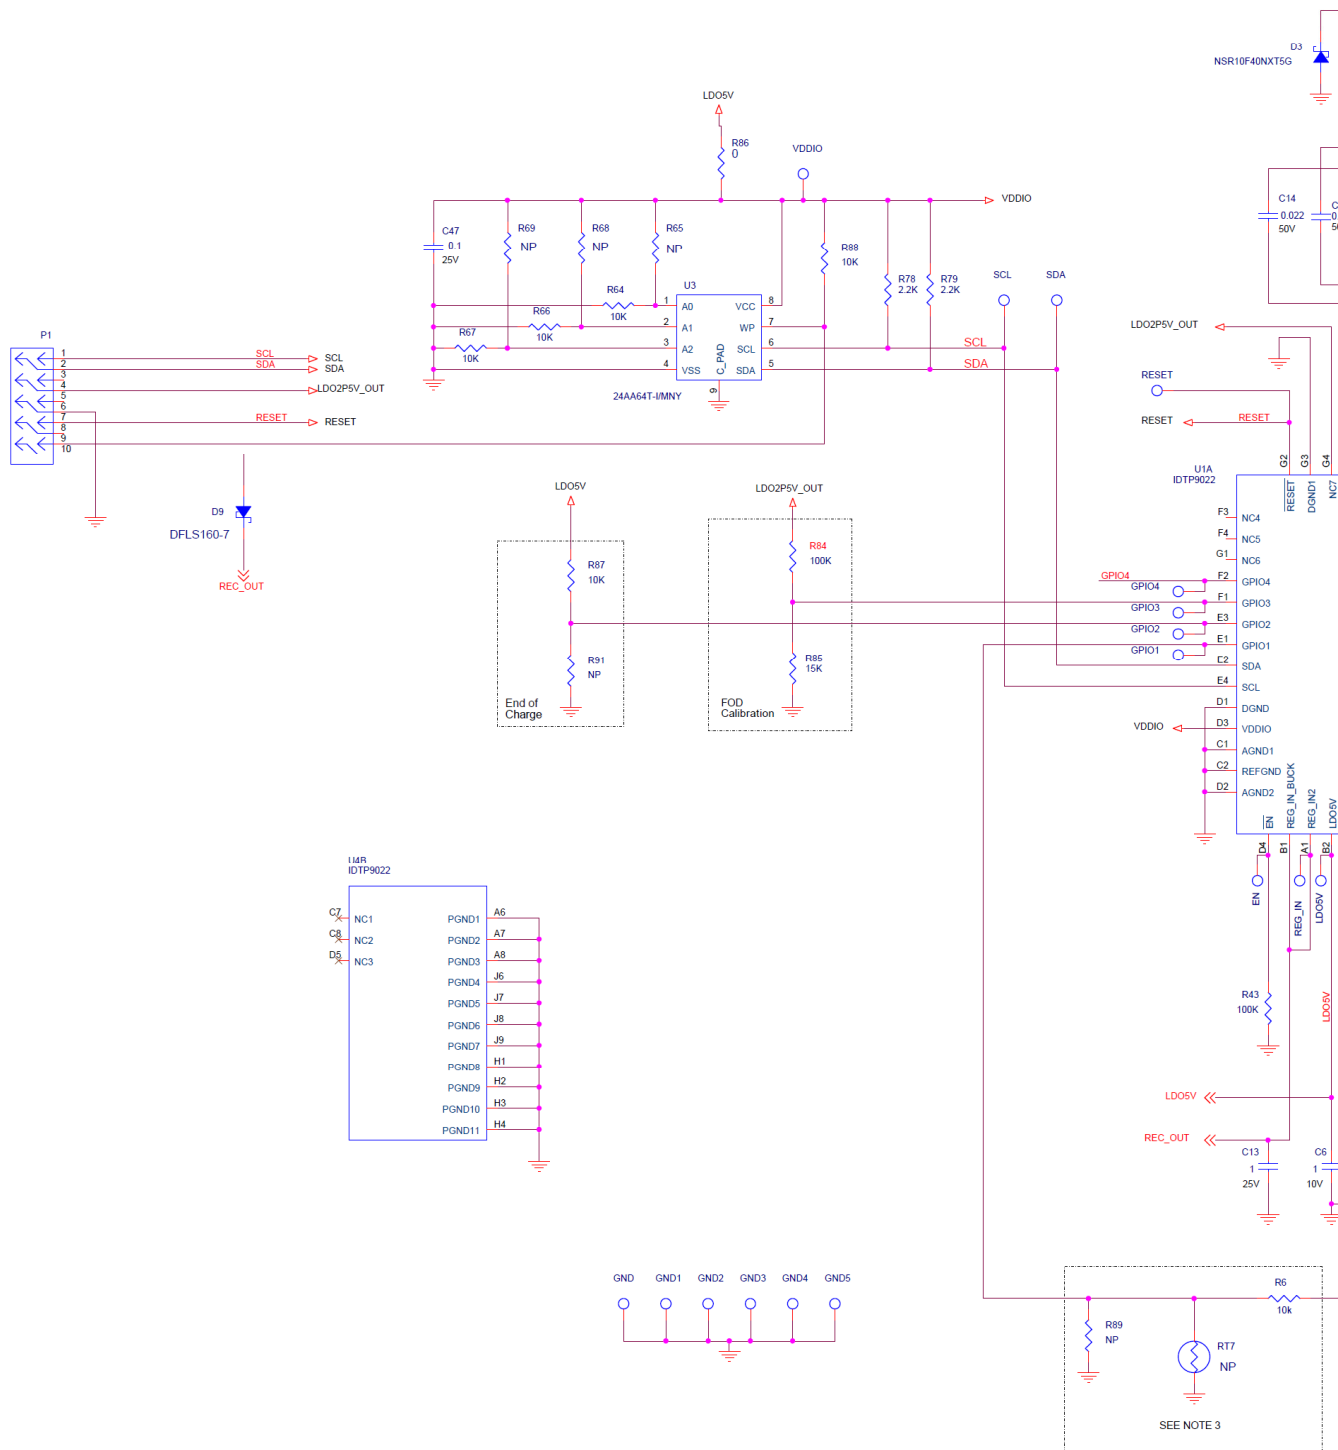 D3
NSR10F40NXT5G
LDO5V
R86
0
VDDIO
VDDIO
C14
0.022
50V
C47
0.1
25V
R69
NP
R68
NP
R65
NP
R88
10K
R78
2.2K
R79
2.2K
SCL
SDA
U3
R64
10K
R66
10K
R67
10K
1 A0
2 A1
3 A2
4 VSS
VCC 8
WP 7
SCL 6
SDA 5
C_PAD
9
24AA64T-I/MNY
SCL
SDA
P1
1
2
3
4
5
6
7
8
9
10
SCL
SDA
SCL
SDA
LDO2P5V_OUT
RESET
RESET
LDO2P5V_OUT
RESET
RESET
RESET
D9
DFLS160-7
REC_OUT
LDO5V
R87
10K
R91
NP
End of
Charge
LDO2P5V_OUT
R84
100K
R85
15K
FOD
Calibration
U1A
IDTP9022
G2
G3
G4
RESET
DGND1
NC7
F3 NC4
F4 NC5
G1 NC6
GPIO4
GPIO4
F2 GPIO4
GPIO3
F1 GPIO3
GPIO2
E3 GPIO2
GPIO1
E1 GPIO1
E2 SDA
E4 SCL
D1 DGND
VDDIO
D3 VDDIO
C1 AGND1
C2 REFGND
D2 AGND2
EN
REG_IN_BUCK
REG_IN2
LDO5V
D4
B1
A1
B2
EN
REG_IN
LDO5V
R43
100K
LDO5V
LDO5V
REC_OUT
C13
1
25V
C6
1
10V
U4B
IDTP9022
C7 NC1
C8 NC2
D5 NC3
PGND1 A6
PGND2 A7
PGND3 A8
PGND4 J6
PGND5 J7
PGND6 J8
PGND7 J9
PGND8 H1
PGND9 H2
PGND10 H3
PGND11 H4
GND
GND1
GND2
GND3
GND4
GND5
R6
10k
R89
NP
RT7
NP
SEE NOTE 3